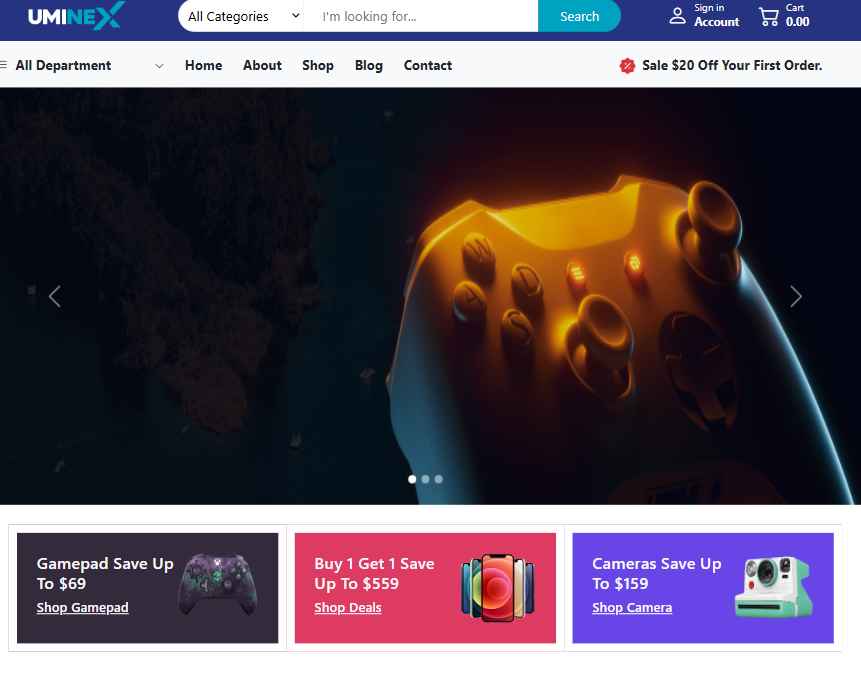 UMINEX
All Categories
I'm looking for...
Search
Sign in
Account
Cart
0.00
All Department
Home
About
Shop
Blog
Contact
Sale $20 Off Your First Order.
W
A
D
S
Gamepad Save Up
To $69
Shop Gamepad
Buy 1 Get 1 Save
Up To $559
Shop Deals
Cameras Save Up
To $159
Shop Camera